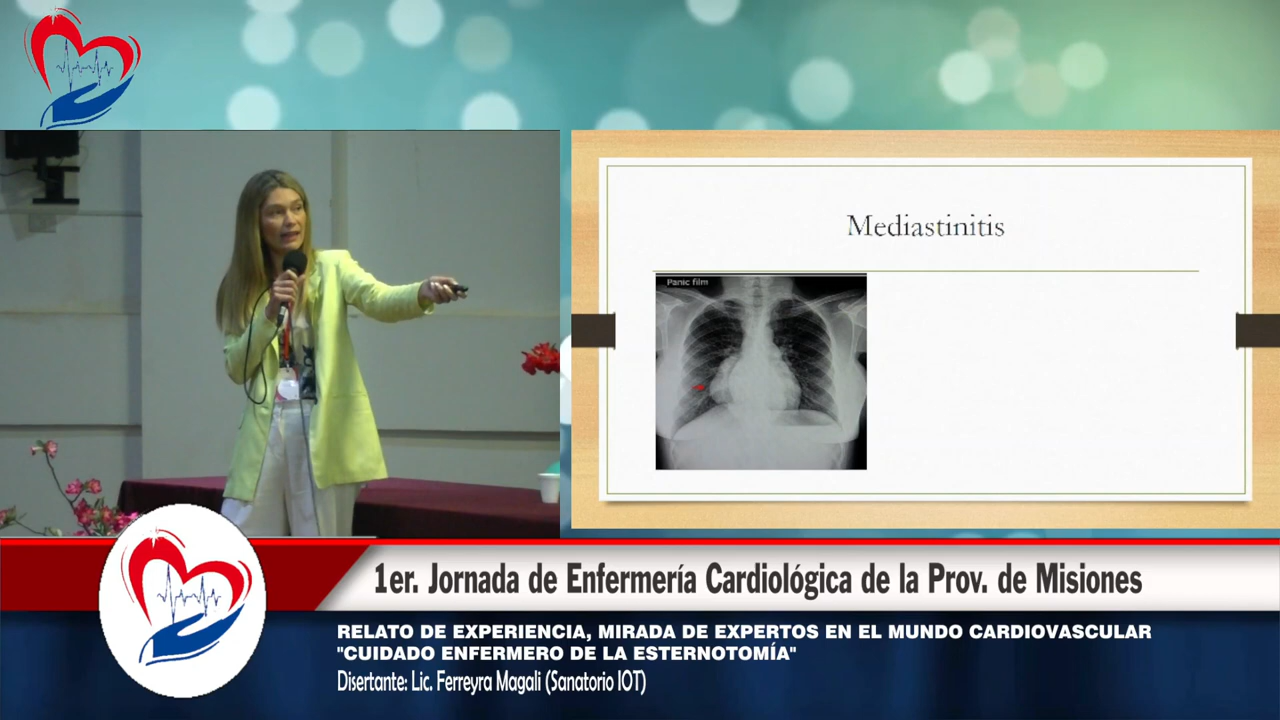 Mediastinitis
Panic film
1er. Jornada de Enfermería Cardiológica de la Prov. de Misiones
RELATO DE EXPERIENCIA, MIRADA DE EXPERTOS EN EL MUNDO CARDIOVASCULAR
"CUIDADO ENFERMERO DE LA ESTERNOTOMÍA"
Disertante: Lic. Ferreyra Magali (Sanatorio IOT)